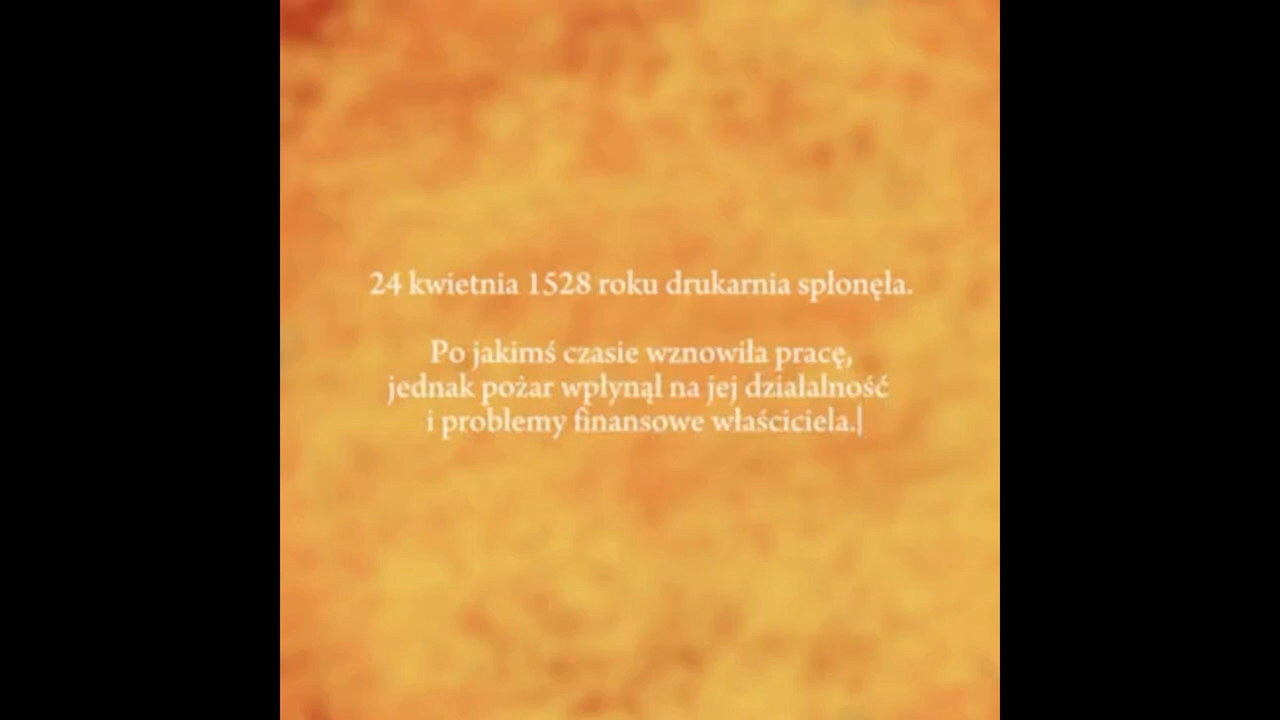 24 kwietnia 1528 roku drukarnia spłonęła.
Po jakimś czasie wznowiła pracę,
jednak pożar wpłynął na jej działalność
i problemy finansowe właściciela.|